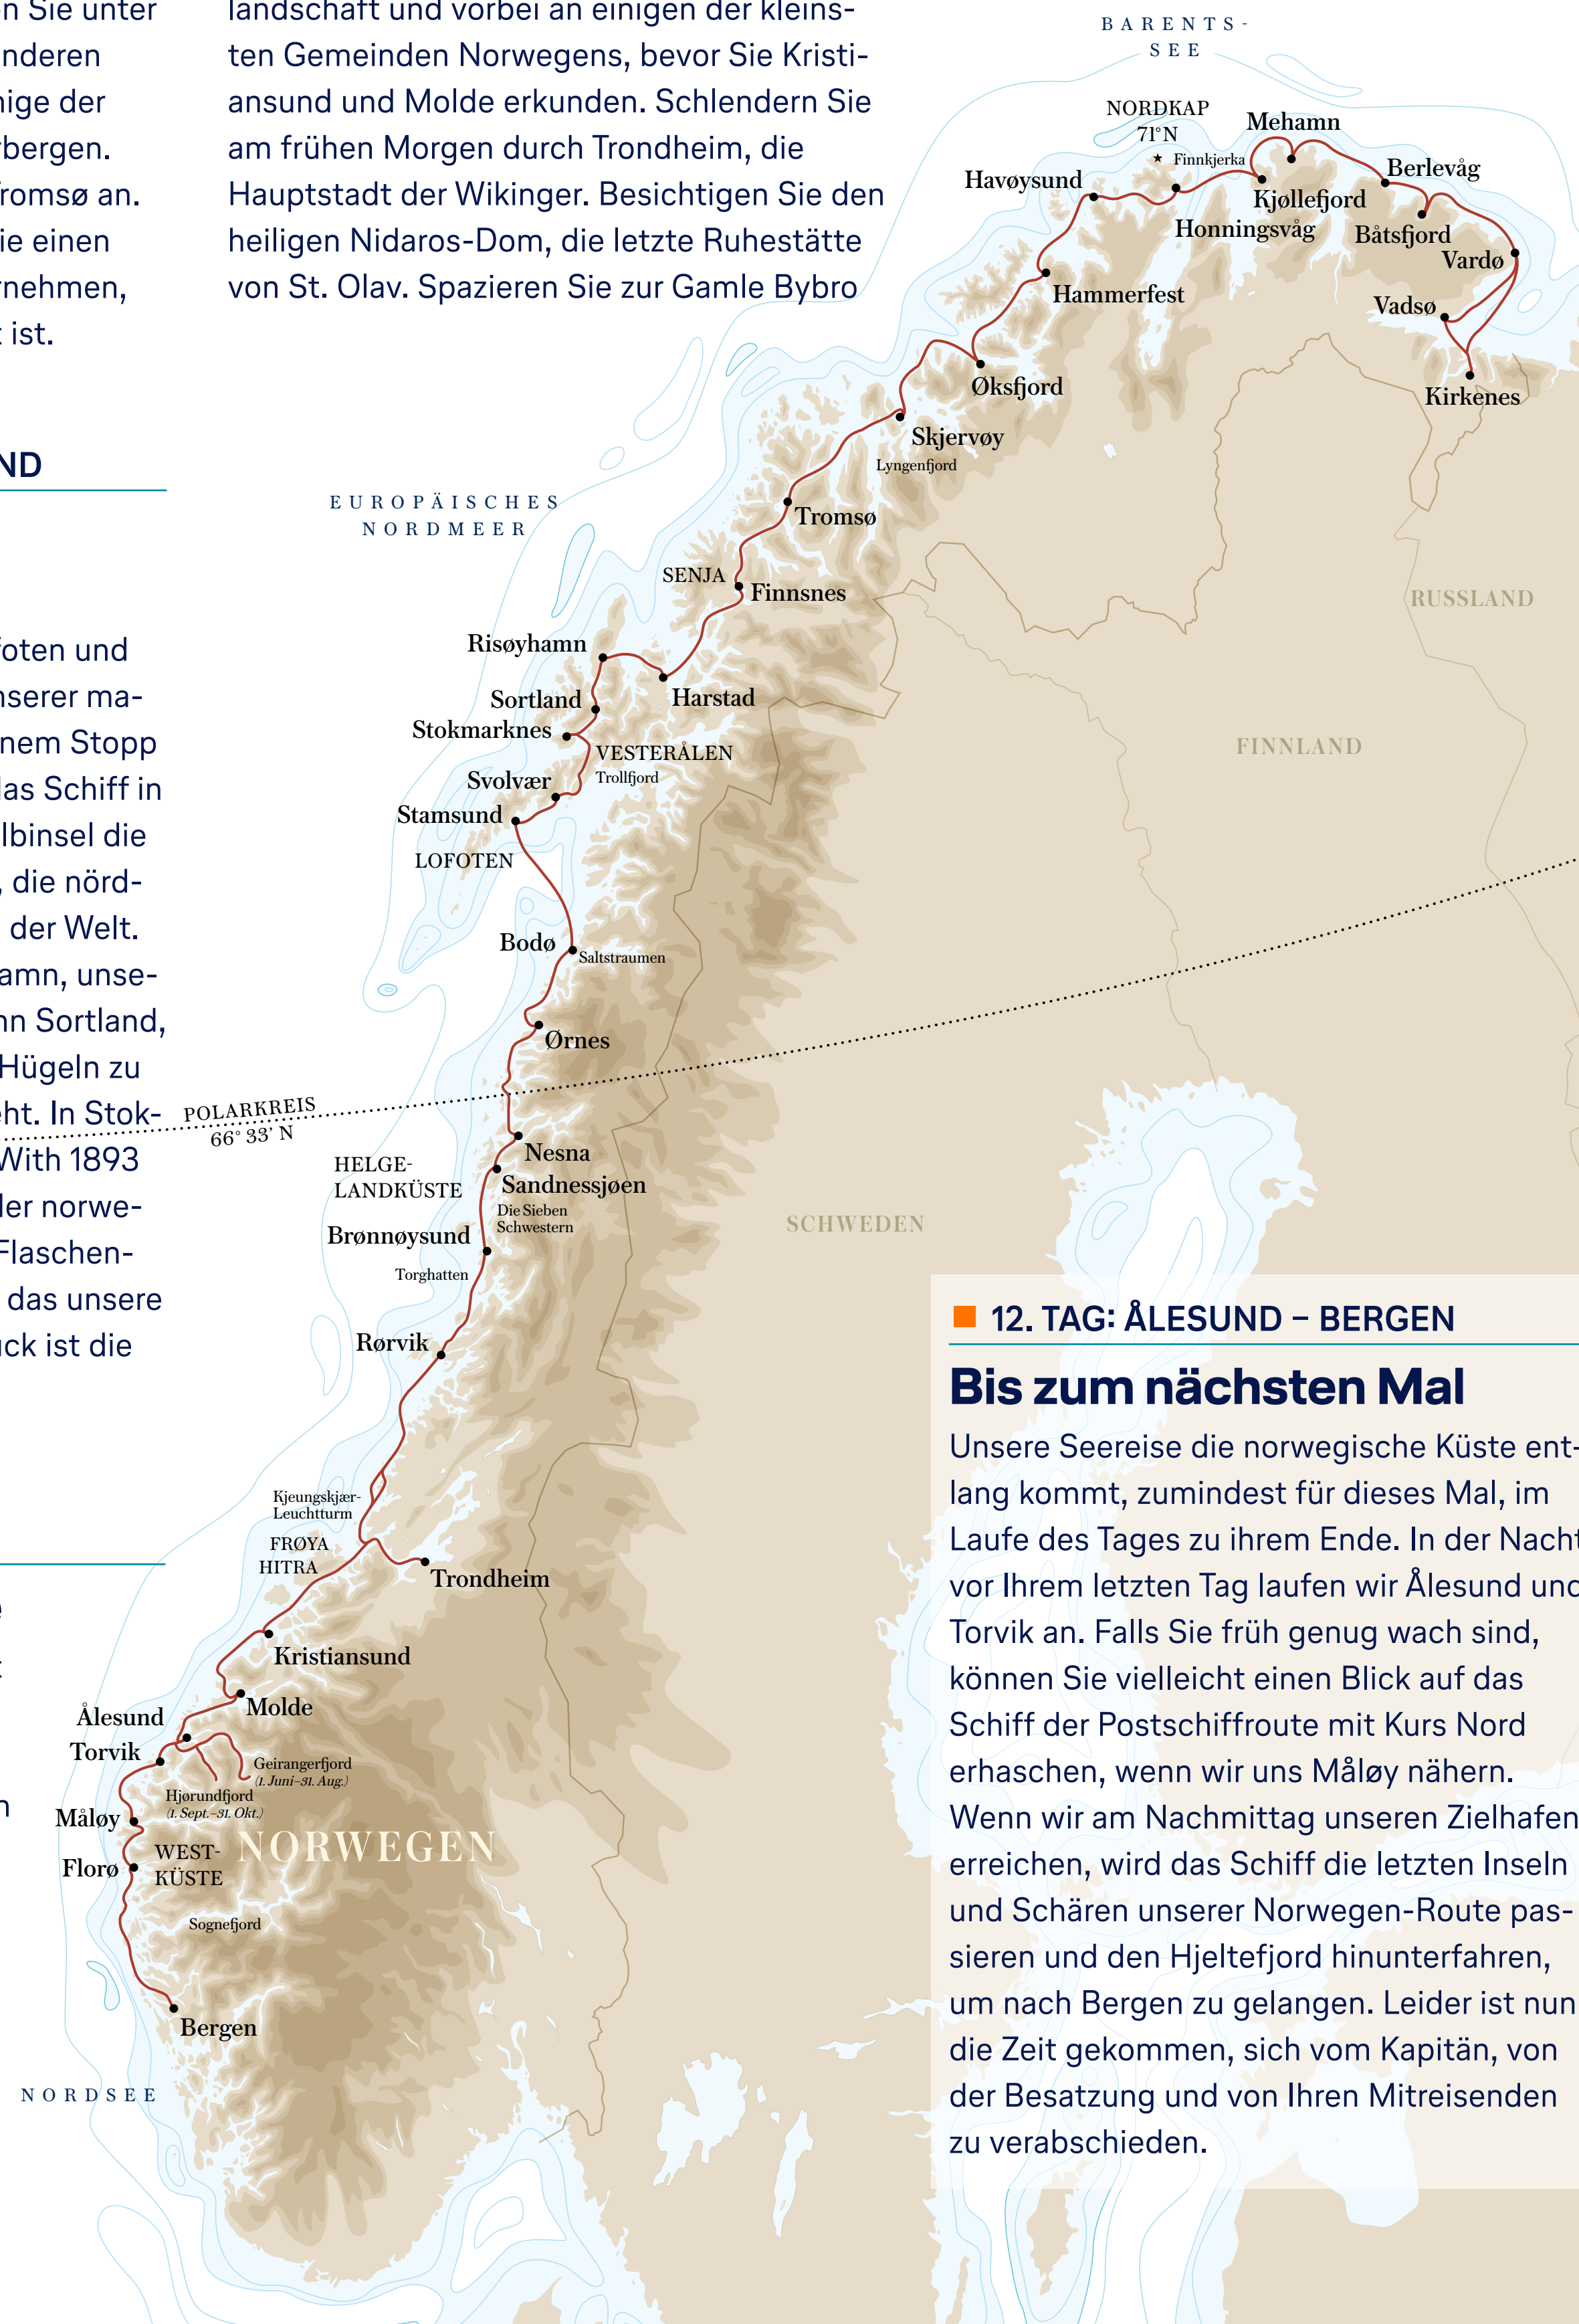 n Sie unter
nderen
nige der
bergen.
romsø an.
ie einen
nehmen,
ist.
ND
foten und
nserer ma-
nem Stopp
das Schiff in
lbinsel die
, die nörd-
der Welt.
amn, unse-
nn Sortland,
Hügeln zu
eht. In Stok-
With 1893
der norwe-
Flaschen-
das unsere
ück ist die
landschaft und vorbei an einigen der kleins-
ten Gemeinden Norwegens, bevor Sie Kristi-
ansund und Molde erkunden. Schlendern Sie
am frühen Morgen durch Trondheim, die
Hauptstadt der Wikinger. Besichtigen Sie den
heiligen Nidaros-Dom, die letzte Ruhestätte
von St. Olav. Spazieren Sie zur Gamle Bybro
BARENTS-
SEE
NORDKAP
71°N
Mehamn
Finnkjerka
Berlevåg
Havøysund
Kjøllefjord
Honningsvåg
Båtsfjord
Vardø
Hammerfest
Vadsø
Øksfjord
Kirkenes
Skjervøy
Lyngenfjord
EUROPÄISCHES
NORDMEER
Tromsø
SENJA
Finnsnes
RUSSLAND
Risøyhamn
Harstad
Sortland
Stokmarknes
VESTERÅLEN
Trollfjord
FINNLAND
Svolvær
Stamsund
LOFOTEN
Bodø
Saltstraumen
Ørnes
POLARKREIS
66° 33’ N
Nesna
HELGE-
LANDKÜSTE
Sandnessjøen
Die Sieben
Schwestern
SCHWEDEN
Brønnøysund
Torghatten
Rørvik
Kjeungskjær-
Leuchtturm
FRØYA
HITRA
Trondheim
Kristiansund
Molde
Ålesund
Torvik
Geirangerfjord
(1. Juni–31. Aug.)
Hjørundfjord
(1. Sept.–31. Okt.)
Måløy
NORWEGEN
WEST-
KÜSTE
Florø
Sognefjord
Bergen
NORDSEE
12. TAG: ÅLESUND – BERGEN
Bis zum nächsten Mal
Unsere Seereise die norwegische Küste ent-
lang kommt, zumindest für dieses Mal, im
Laufe des Tages zu ihrem Ende. In der Nacht
vor Ihrem letzten Tag laufen wir Ålesund und
Torvik an. Falls Sie früh genug wach sind,
können Sie vielleicht einen Blick auf das
Schiff der Postschiffroute mit Kurs Nord
erhaschen, wenn wir uns Måløy nähern.
Wenn wir am Nachmittag unseren Zielhafen
erreichen, wird das Schiff die letzten Inseln
und Schären unserer Norwegen-Route pas-
sieren und den Hjeltefjord hinunterfahren,
um nach Bergen zu gelangen. Leider ist nun
die Zeit gekommen, sich vom Kapitän, von
der Besatzung und von Ihren Mitreisenden
zu verabschieden.